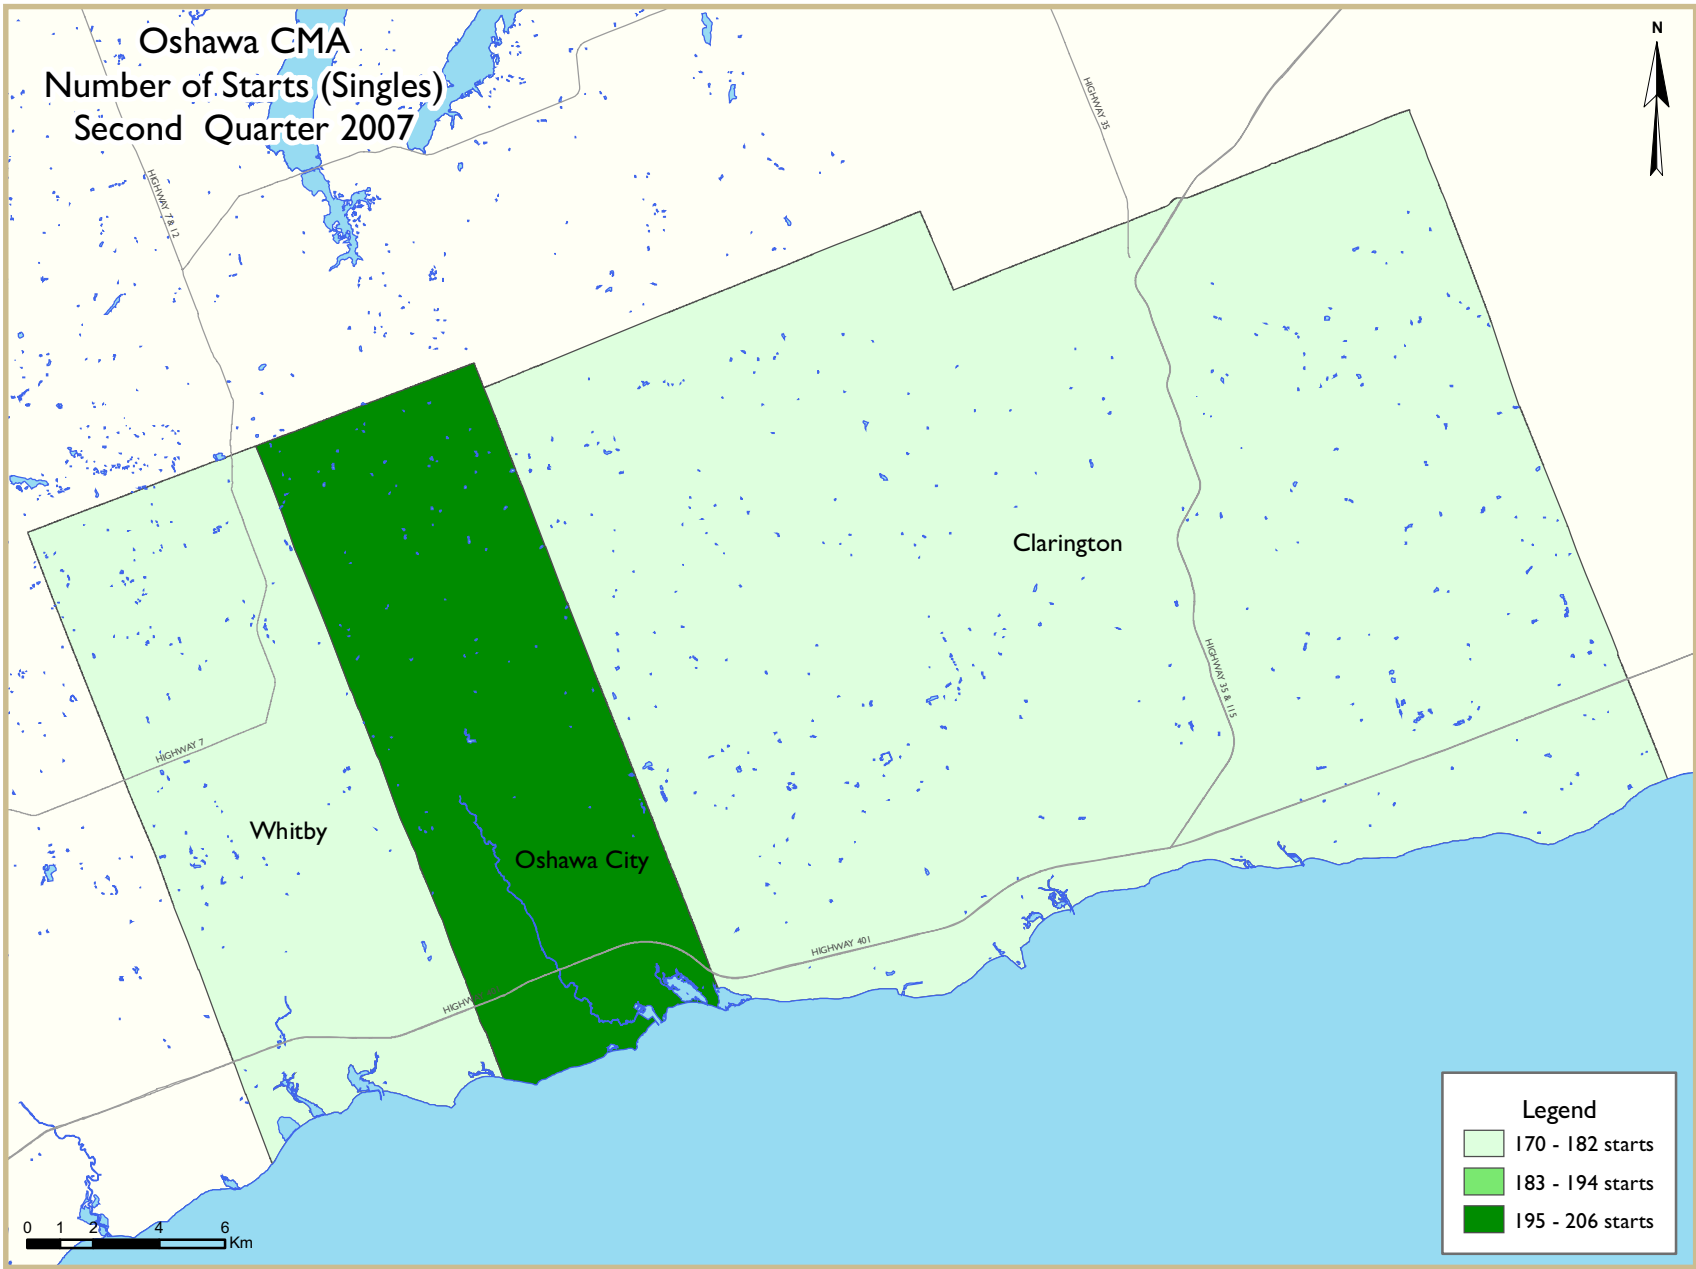 Oshawa CMA
Number of Starts (Singles)
Second Quarter 2007
N
HIGHWAY 35
HIGHWAY 7 & 12
Clarington
HIGHWAY 35 & 115
HIGHWAY 7
Whitby
Oshawa City
HIGHWAY 401
Legend
170 - 182 starts
183 - 194 starts
195 - 206 starts
0 1 2 4 6
Km